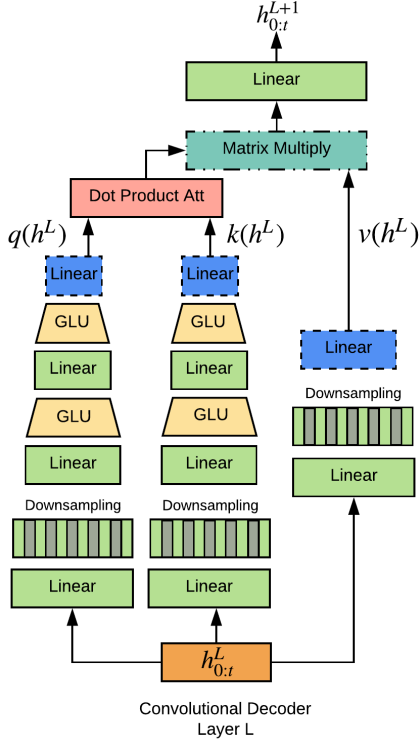 h^{L+1}_{0:t}
Linear
Matrix Multiply
Dot Product Att
q(h^L)
k(h^L)
v(h^L)
Linear
Linear
GLU
GLU
Linear
Linear
Linear
Downsampling
GLU
GLU
Linear
Linear
Linear
Downsampling
Downsampling
Linear
Linear
h^L_{0:t}
Convolutional Decoder
Layer L